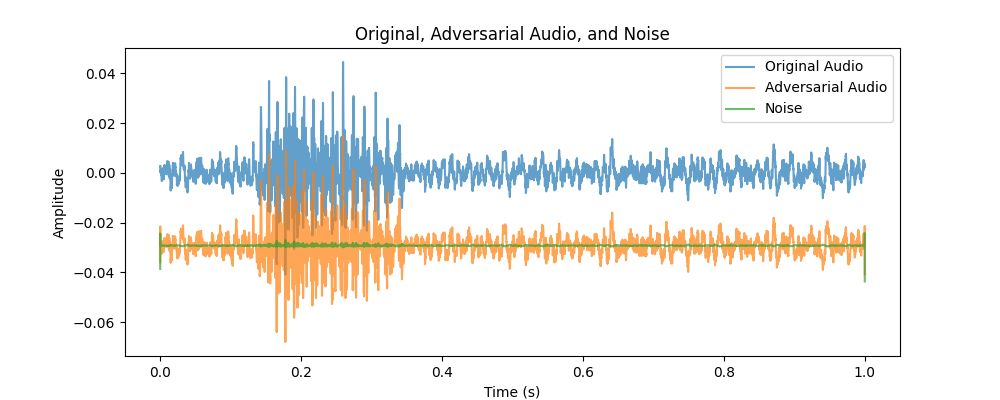 Original, Adversarial Audio, and Noise
Original Audio
Adversarial Audio
Noise
Amplitude
0.04
0.02
0.00
−0.02
−0.04
−0.06
0.0 0.2 0.4 0.6 0.8 1.0
Time (s)